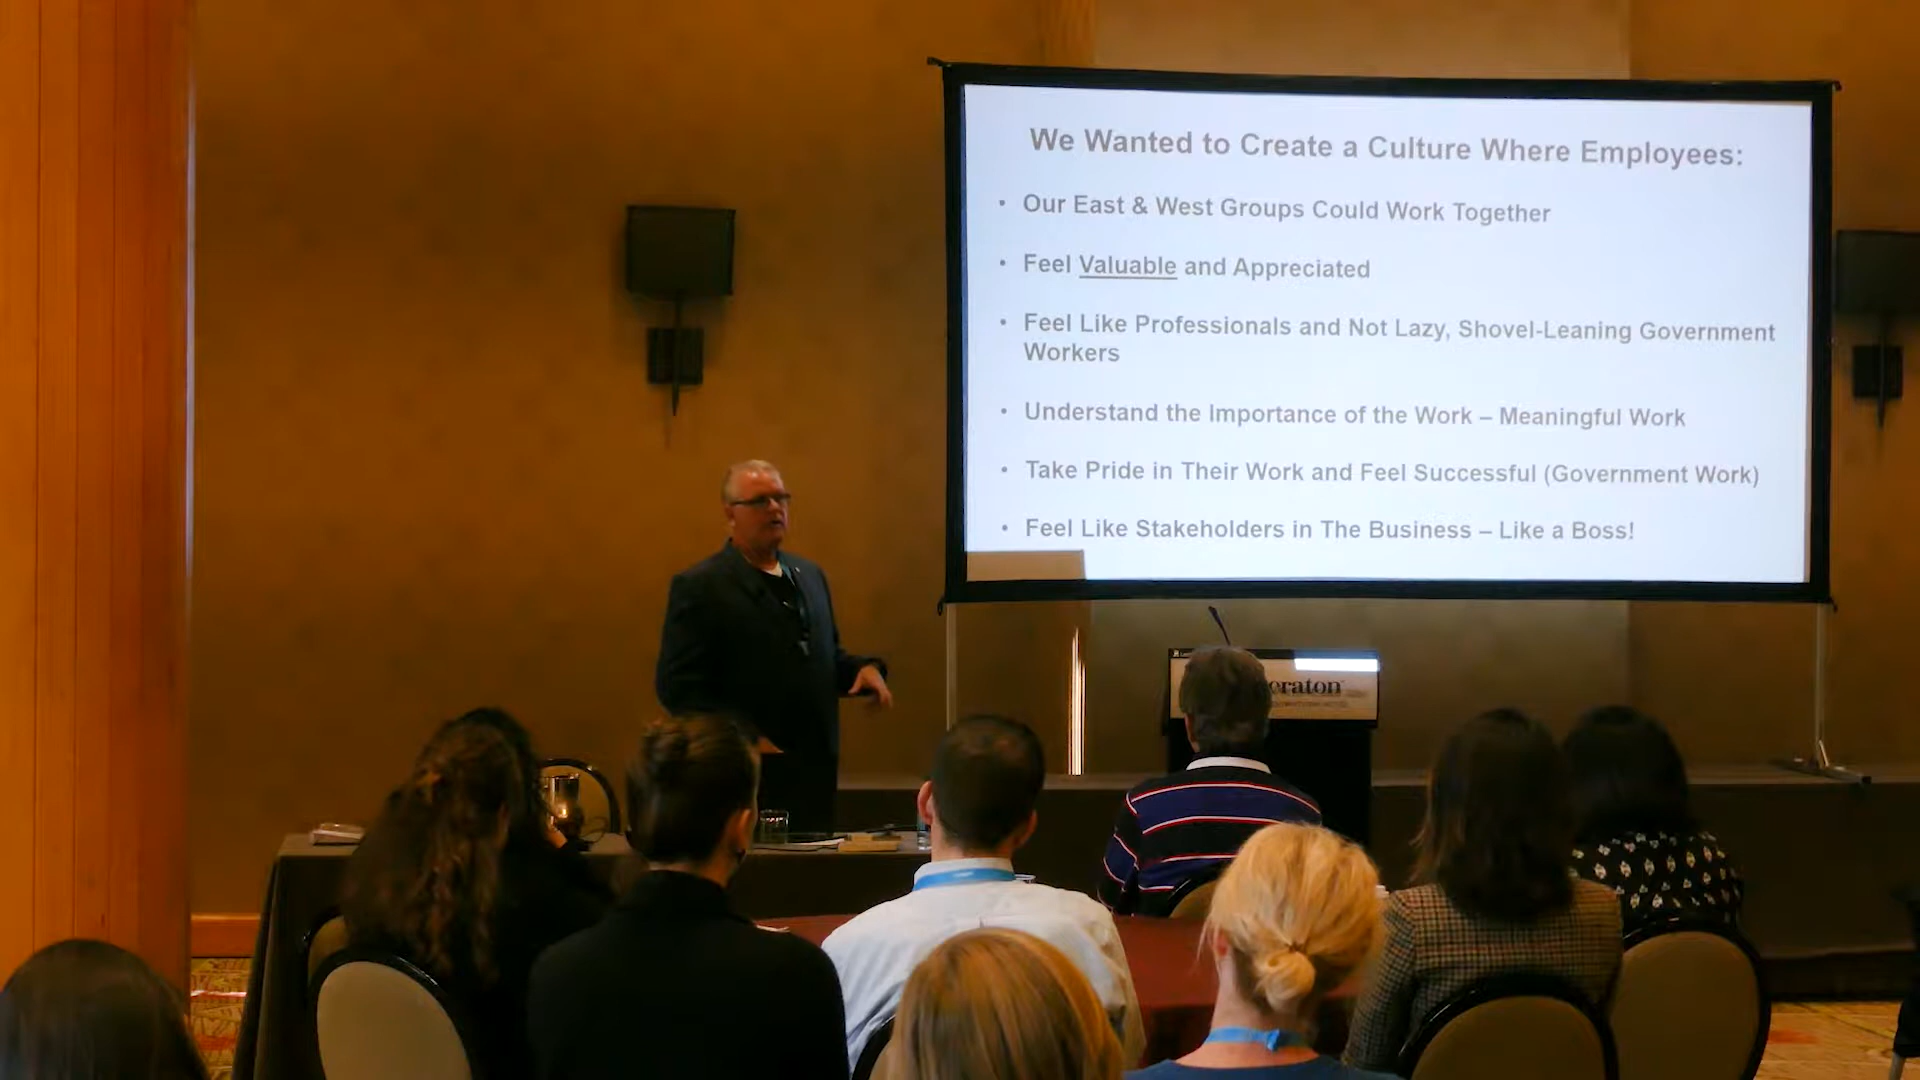 We Wanted to Create a Culture Where Employees:
• Our East & West Groups Could Work Together
• Feel Valuable and Appreciated
• Feel Like Professionals and Not Lazy, Shovel-Leaning Government
Workers
• Understand the Importance of the Work – Meaningful Work
• Take Pride in Their Work and Feel Successful (Government Work)
• Feel Like Stakeholders in The Business – Like a Boss!
eraton